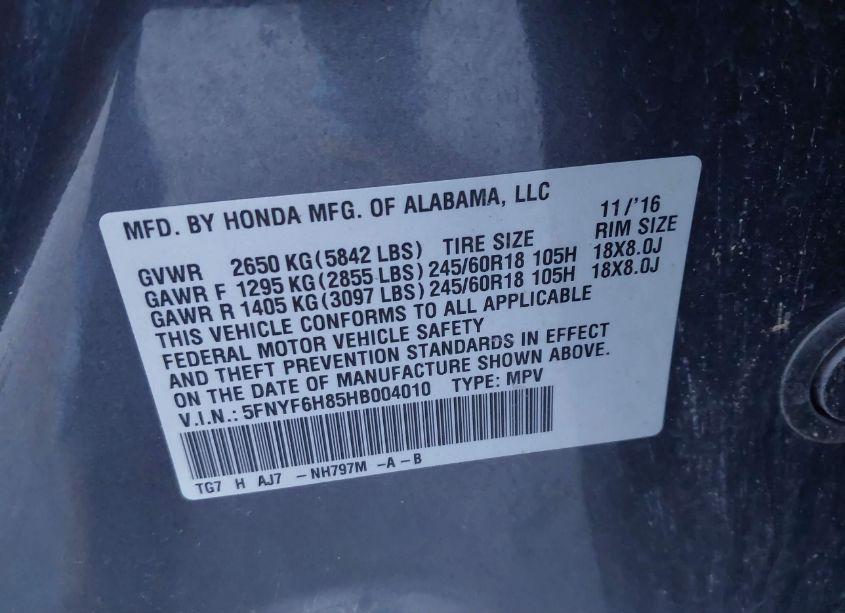 MFD. BY HONDA MFG. OF ALABAMA, LLC 11/'16
GVWR 2650 KG(5842 LBS) TIRE SIZE RIM SIZE
GAWR F 1295 KG(2855 LBS) 245/60R18 105H 18X8.0J
GAWR R 1405 KG(3097 LBS) 245/60R18 105H 18X8.0J
THIS VEHICLE CONFORMS TO ALL APPLICABLE
FEDERAL MOTOR VEHICLE SAFETY
AND THEFT PREVENTION STANDARDS IN EFFECT
ON THE DATE OF MANUFACTURE SHOWN ABOVE.
V.I.N.: 5FNYF6H85HB004010 TYPE: MPV
TG7 H AJ7 -NH797M -A-B